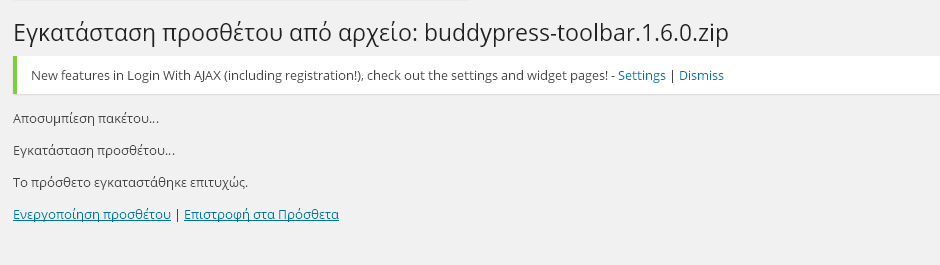 Εγκατάσταση προσθέτου από αρχείο: buddypress-toolbar.1.6.0.zip
New features in Login With AJAX (including registration!), check out the settings and widget pages! - Settings | Dismiss
Αποσυμπίεση πακέτου...
Εγκατάσταση προσθέτου...
Το πρόσθετο εγκαταστάθηκε επιτυχώς.
Ενεργοποίηση προσθέτου | Επιστροφή στα Πρόσθετα